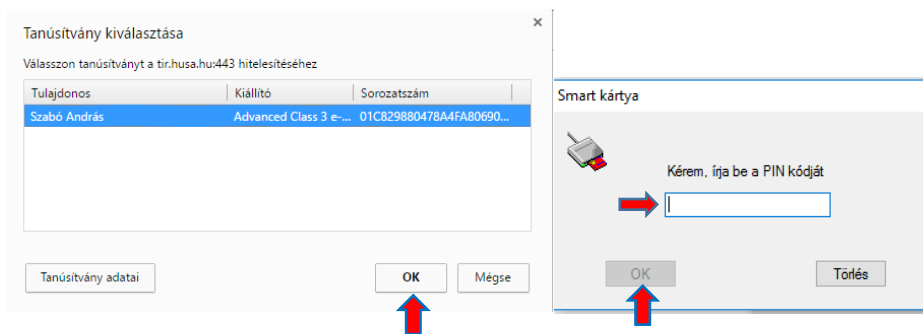 Tanúsítvány kiválasztása
Válasszon tanúsítványt a tir.husa.hu:443 hitelesítéséhez
Tulajdonos Kiállító Sorozatszám
Szabó András Advanced Class 3 e-... 01C829880478A4FA80690...
Tanúsítvány adatai OK Mégse
Smart kártya
Kérem, írja be a PIN kódját
OK Törlés